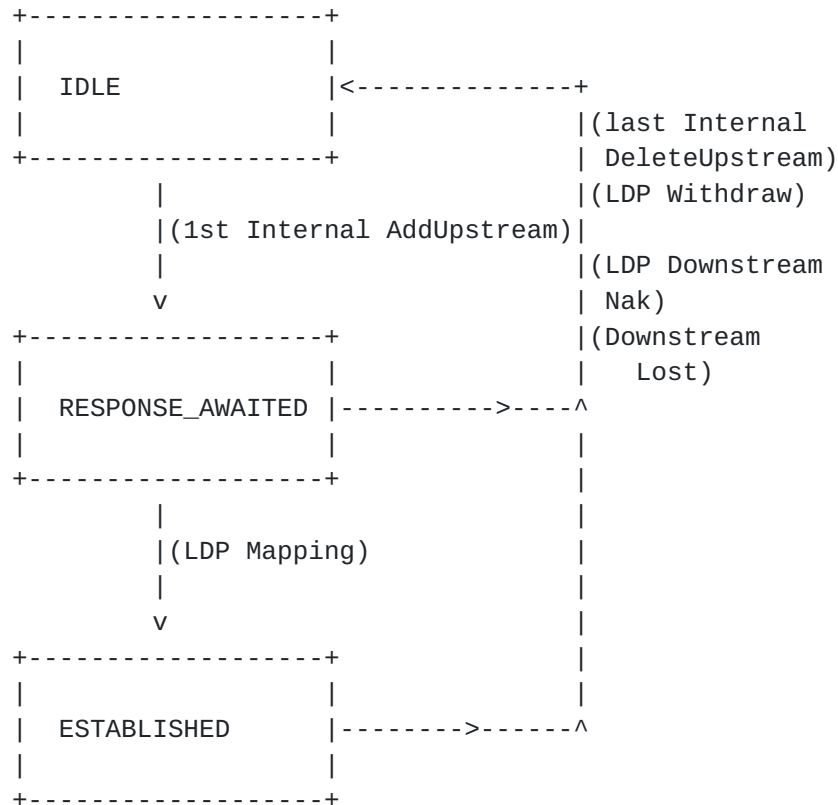 IDLE
(last Internal
DeleteUpstream)
(LDP Withdraw)
(1st Internal AddUpstream)
(LDP Downstream
Nak)
(Downstream
Lost)
RESPONSE_AWAITED
(LDP Mapping)
ESTABLISHED